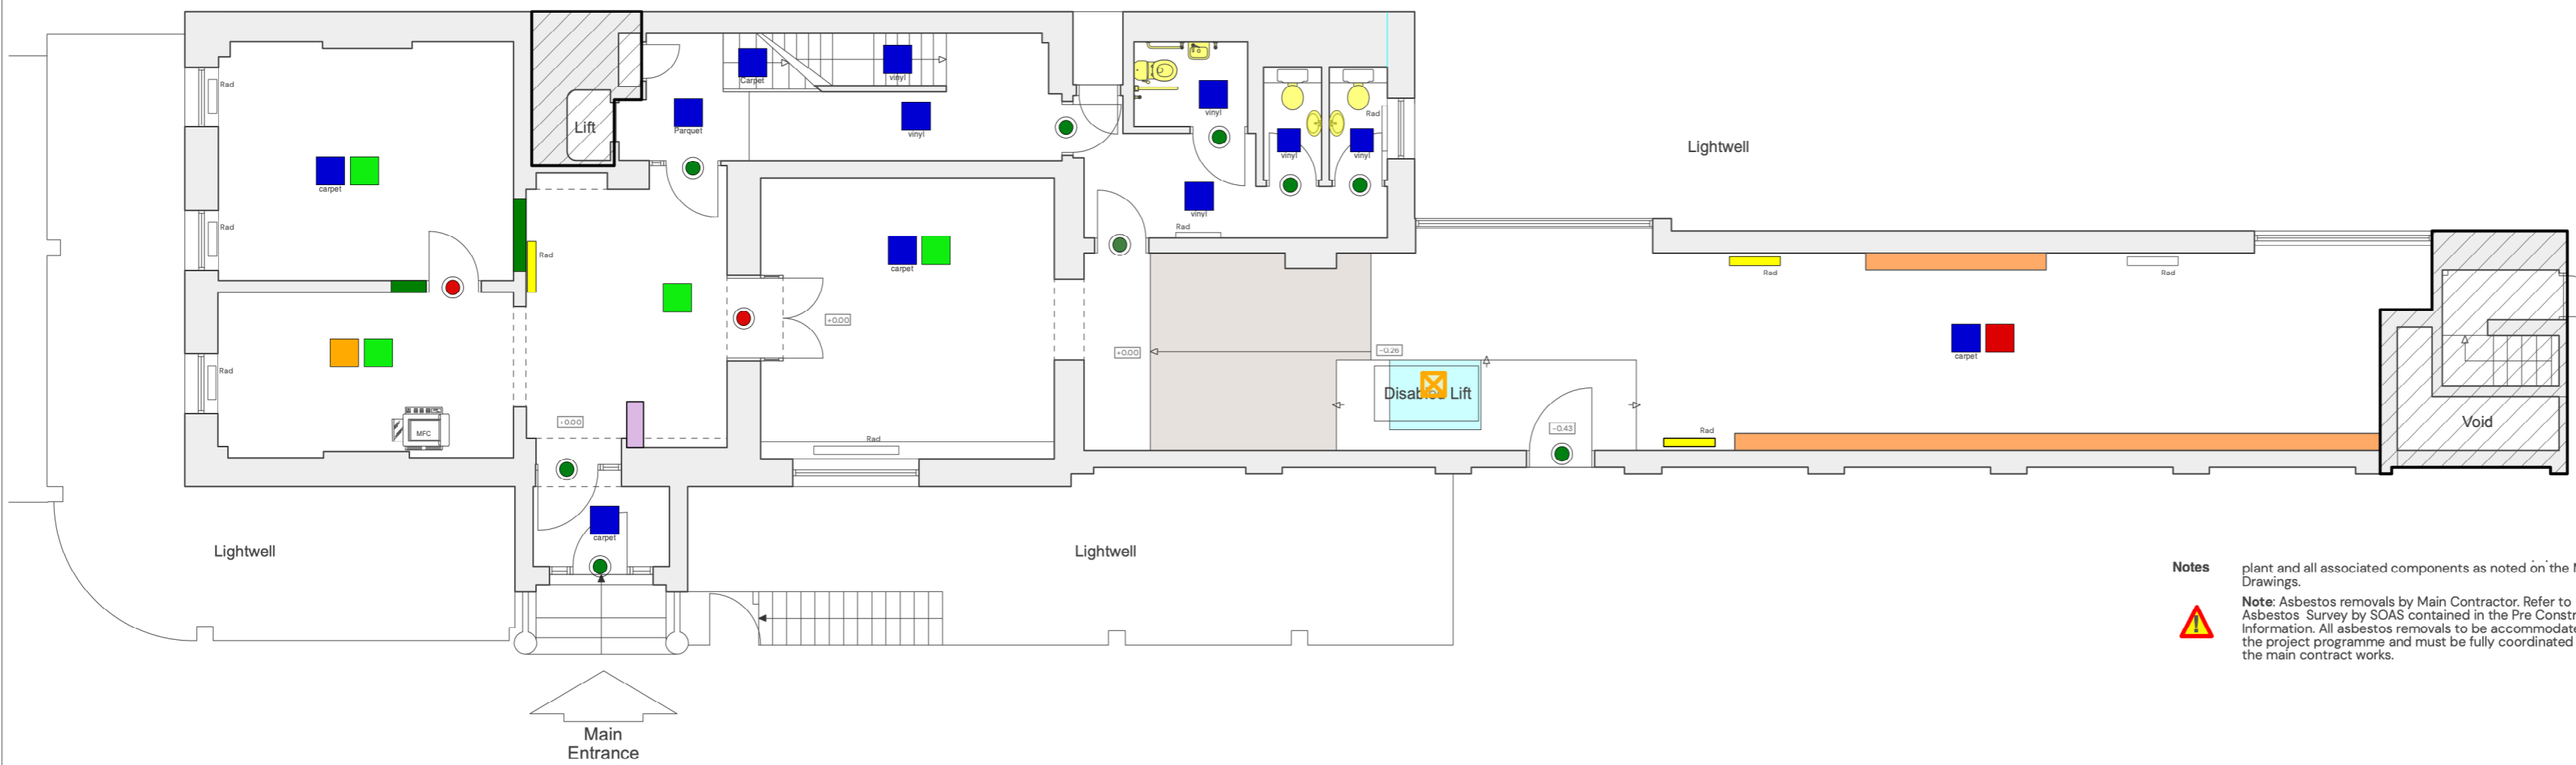 Rad
Carpet
vinyl
Parquet
vinyl
vinyl
vinyl
vinyl
Rad
Lift
Lightwell
carpet
vinyl
Rad
Rad
Rad
carpet
Rad
Rad
+0.00
+0.00
-0.26
carpet
Rad
Disabled Lift
MFC
+0.00
Rad
-0.43
Rad
Void
carpet
Lightwell
Lightwell
Notes
plant and all associated components as noted on the
Drawings.
Note: Asbestos removals by Main Contractor. Refer to
Asbestos Survey by SOAS contained in the Pre Constr
Information. All asbestos removals to be accommodate
the project programme and must be fully coordinated
the main contract works.
Main
Entrance